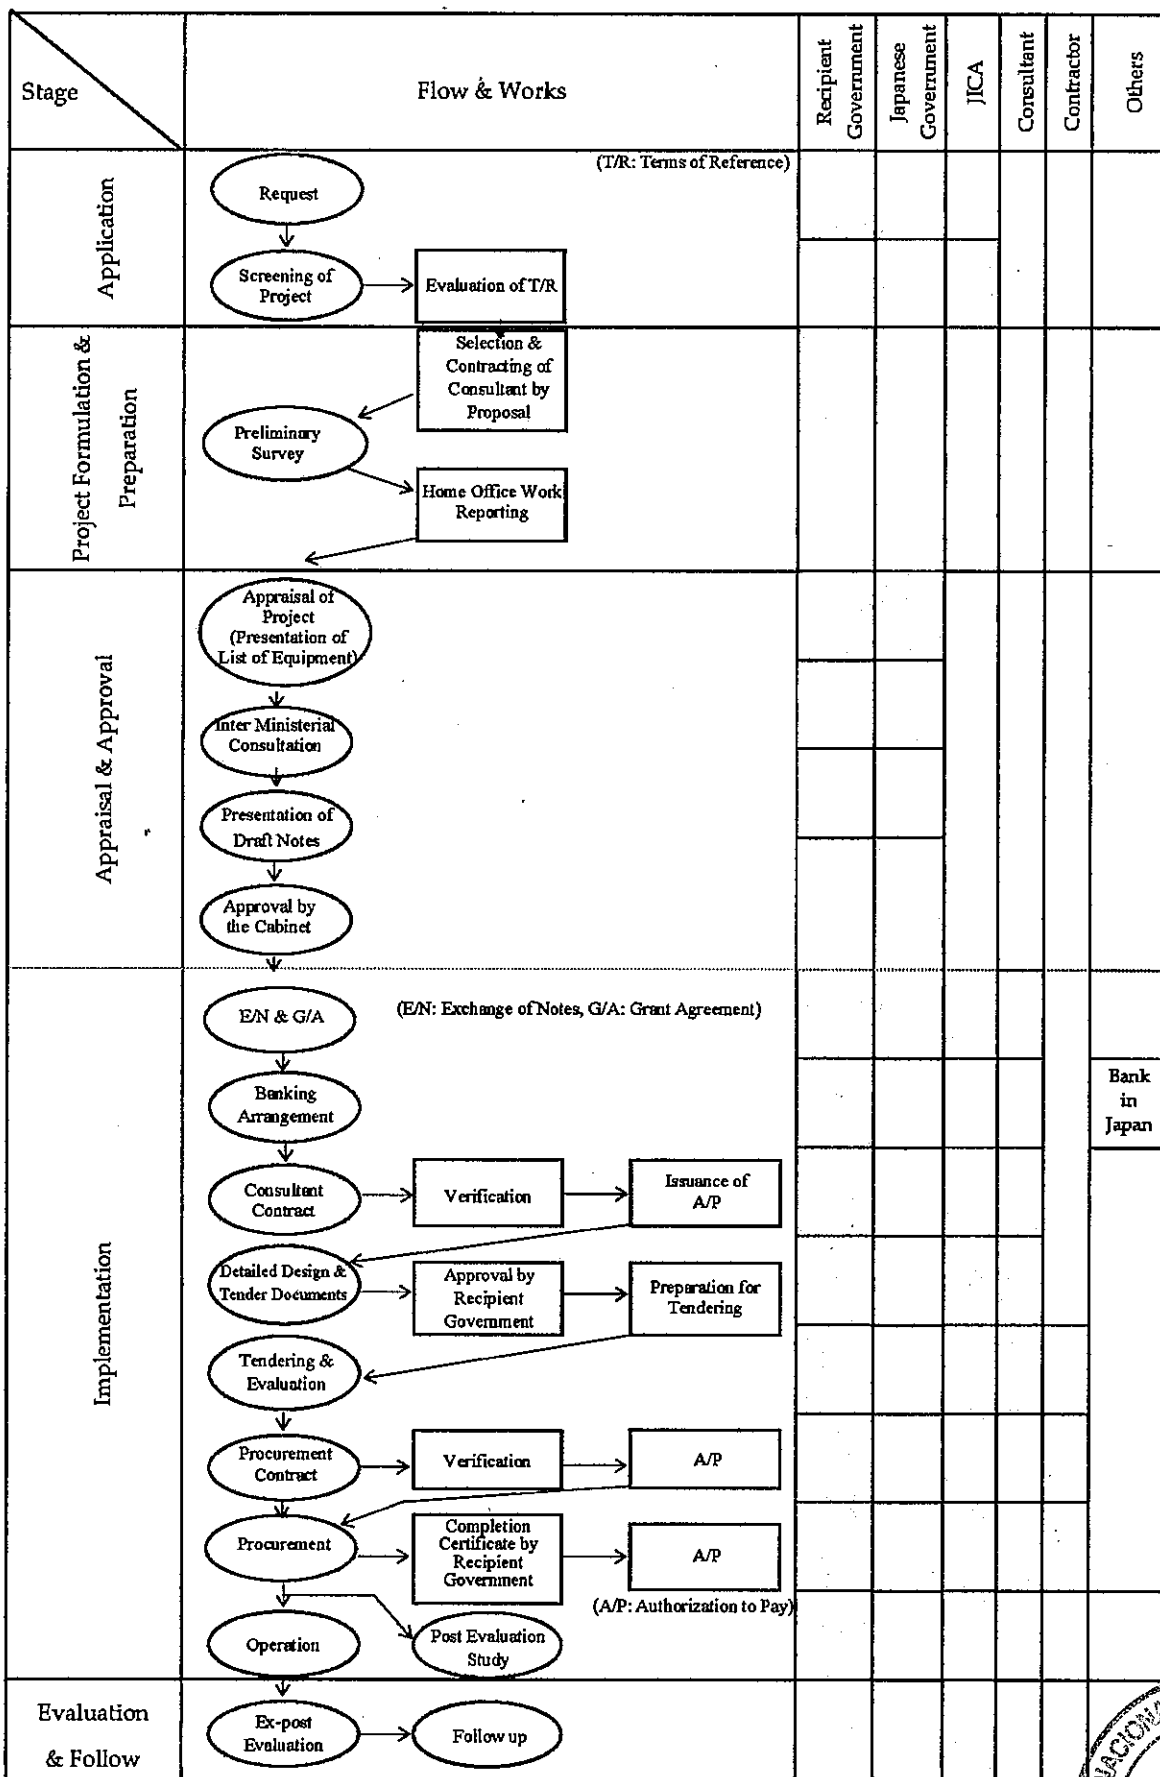 Stage
Flow & Works
Recipient
Government
Japanese
Government
JICA
Consultant
Contractor
Others
Application
(T/R: Terms of Reference)
Request
Screening of
Project
Evaluation of T/R
Project Formulation &
Preparation
Selection &
Contracting of
Consultant by
Proposal
Preliminary
Survey
Home Office Work
Reporting
Appraisal & Approval
Appraisal of
Project
(Presentation of
List of Equipment)
Inter Ministerial
Consultation
Presentation of
Draft Notes
Approval by
the Cabinet
Implementation
E/N & G/A
(E/N: Exchange of Notes, G/A: Grant Agreement)
Banking
Arrangement
Bank
in
Japan
Consultant
Contract
Verification
Issuance of
A/P
Detailed Design &
Tender Documents
Approval by
Recipient
Government
Preparation for
Tendering
Tendering &
Evaluation
Procurement
Contract
Verification
A/P
Procurement
Completion
Certificate by
Recipient
Government
A/P
(A/P: Authorization to Pay)
Operation
Post Evaluation
Study
Evaluation
& Follow
Ex-post
Evaluation
Follow up
NACIONA